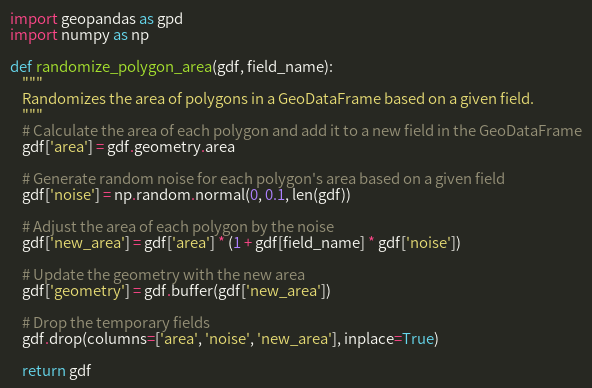 import geopandas as gpd
import numpy as np
def randomize_polygon_area(gdf, field_name):
"""
Randomizes the area of polygons in a GeoDataFrame based on a given field.
"""
# Calculate the area of each polygon and add it to a new field in the GeoDataFrame
gdf['area'] = gdf.geometry.area
# Generate random noise for each polygon's area based on a given field
gdf['noise'] = np.random.normal(0, 0.1, len(gdf))
# Adjust the area of each polygon by the noise
gdf['new_area'] = gdf['area'] * (1 + gdf[field_name] * gdf['noise'])
# Update the geometry with the new area
gdf['geometry'] = gdf.buffer(gdf['new_area'])
# Drop the temporary fields
gdf.drop(columns=['area', 'noise', 'new_area'], inplace=True)
return gdf